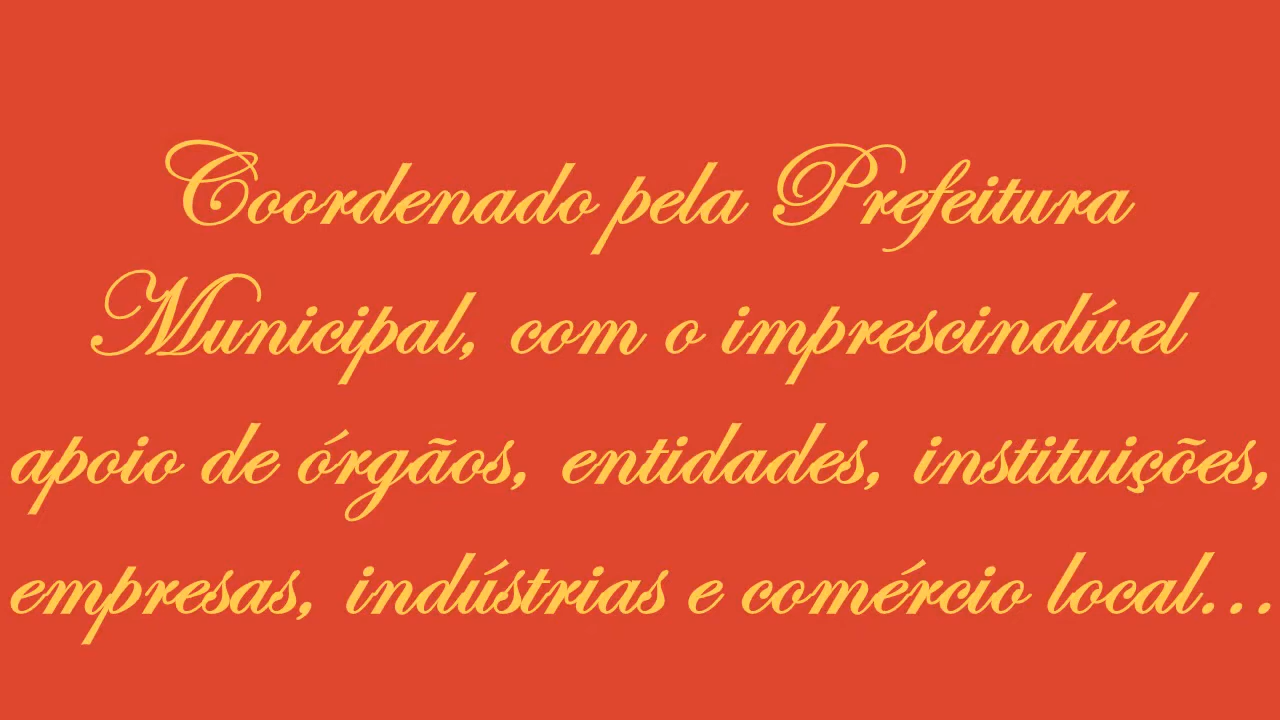 Coordenado pela Prefeitura
Municipal, com o imprescindível
apoio de órgãos, entidades, instituições,
empresas, indústrias e comércio local...